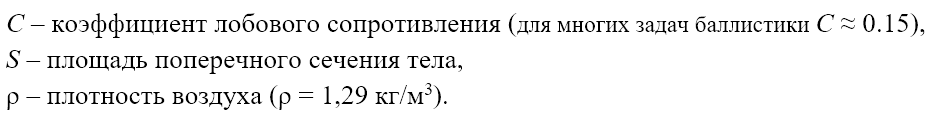 C – коэффициент лобового сопротивления (для многих задач баллистики C ≈ 0.15),
S – площадь поперечного сечения тела,
ρ – плотность воздуха (ρ = 1,29 кг/м³).